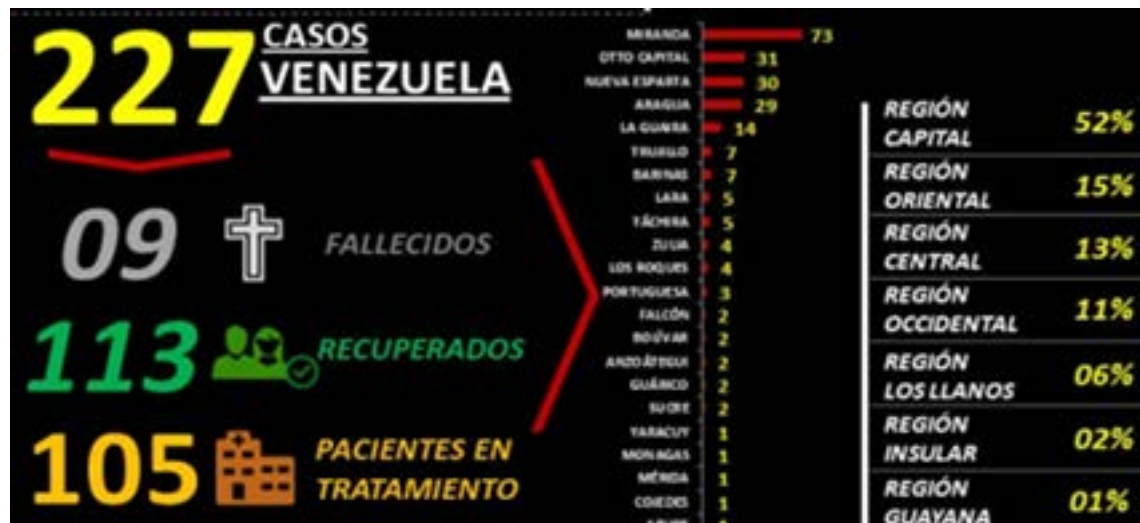 227 CASOS
VENEZUELA
09 FALLECIDOS
113 RECUPERADOS
105 PACIENTES EN
TRATAMIENTO
MIRANDA 73
DTTO CAPITAL 31
NUEVA ESPARTA 30
ARAGUA 29
LA GUAIRA 14
TRUJILLO 7
BARINAS 7
LARA 5
TÁCHIRA 5
ZULIA 4
LOS ROQUES 4
PORTUGUESA 3
FALCÓN 2
BOLÍVAR 2
ANZOÁTEGUI 2
GUÁRICO 2
SUCRE 2
YARACUY 1
MONAGAS 1
MÉRIDA 1
COJEDES 1
REGIÓN
CAPITAL 52%
REGIÓN
ORIENTAL 15%
REGIÓN
CENTRAL 13%
REGIÓN
OCCIDENTAL 11%
REGIÓN
LOS LLANOS 06%
REGIÓN
INSULAR 02%
REGIÓN
GUAYANA 01%